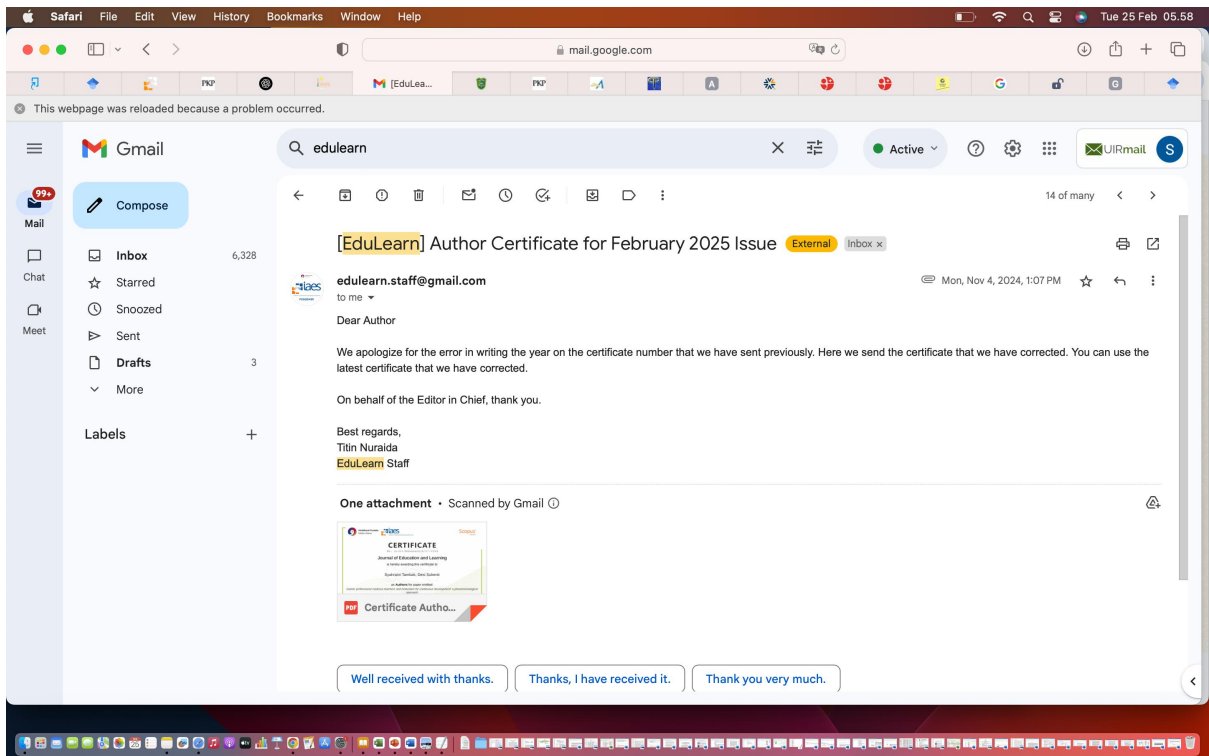 Safari File Edit View History Bookmarks Window Help Tue 25 Feb 05.58
mail.google.com
PKP [EduLea... PKP A G G
This webpage was reloaded because a problem occurred.
Gmail edulearn Active UIRmail S
99+
Mail
Chat
Meet
Compose
Inbox 6,328
Starred
Snoozed
Sent
Drafts 3
More
Labels
14 of many
[EduLearn] Author Certificate for February 2025 Issue External Inbox x
edulearn.staff@gmail.com Mon, Nov 4, 2024, 1:07 PM
to me
Dear Author
We apologize for the error in writing the year on the certificate number that we have sent previously. Here we send the certificate that we have corrected. You can use the
latest certificate that we have corrected.
On behalf of the Editor in Chief, thank you.
Best regards,
Titin Nuraida
EduLearn Staff
One attachment • Scanned by Gmail
iaes
CERTIFICATE
Journal of Education and Learning
PDF Certificate Autho...
Well received with thanks. Thanks, I have received it. Thank you very much.